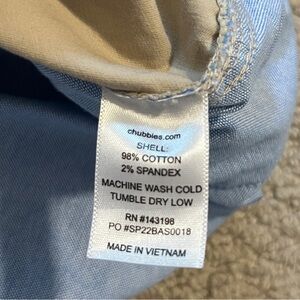 chubbies.com
SHELL:
98% COTTON
2% SPANDEX
MACHINE WASH COLD
TUMBLE DRY LOW
RN #143198
PO #SP22BAS0018
MADE IN VIETNAM